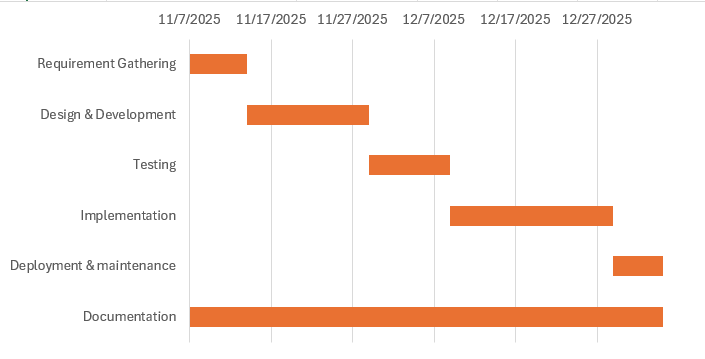 11/7/2025 11/17/2025 11/27/2025 12/7/2025 12/17/2025 12/27/2025
Requirement Gathering
Design & Development
Testing
Implementation
Deployment & maintenance
Documentation